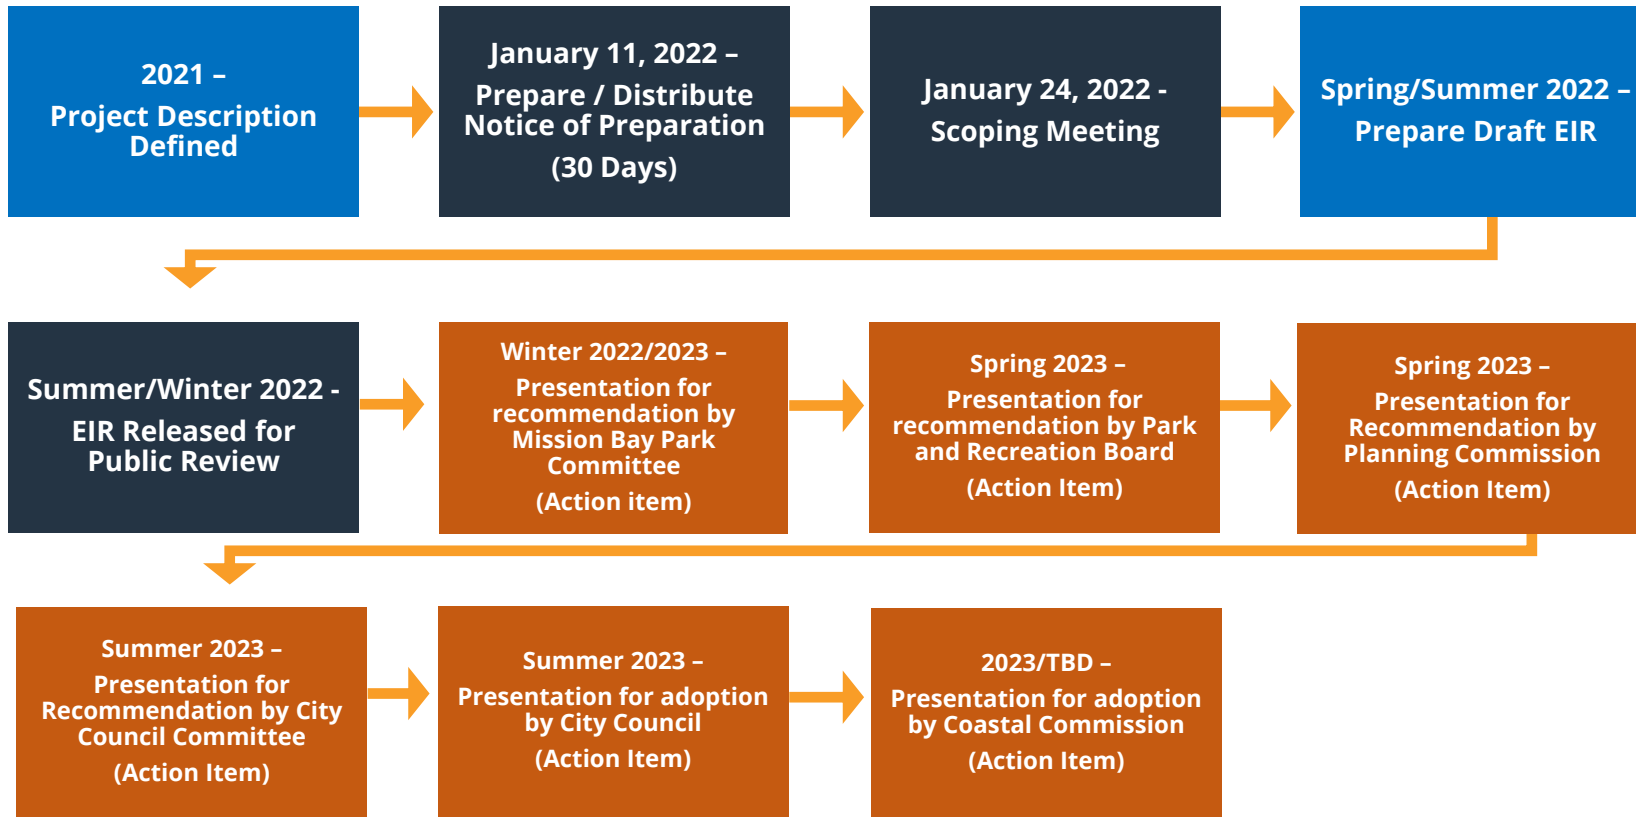 2021 –
Project Description
Defined
January 11, 2022 –
Prepare / Distribute
Notice of Preparation
(30 Days)
January 24, 2022 -
Scoping Meeting
Spring/Summer 2022 –
Prepare Draft EIR
Summer/Winter 2022 -
EIR Released for
Public Review
Winter 2022/2023 –
Presentation for
recommendation by
Mission Bay Park
Committee
(Action item)
Spring 2023 –
Presentation for
recommendation by Park
and Recreation Board
(Action Item)
Spring 2023 –
Presentation for
Recommendation by
Planning Commission
(Action Item)
Summer 2023 –
Presentation for
Recommendation by City
Council Committee
(Action Item)
Summer 2023 –
Presentation for adoption
by City Council
(Action Item)
2023/TBD –
Presentation for adoption
by Coastal Commission
(Action Item)